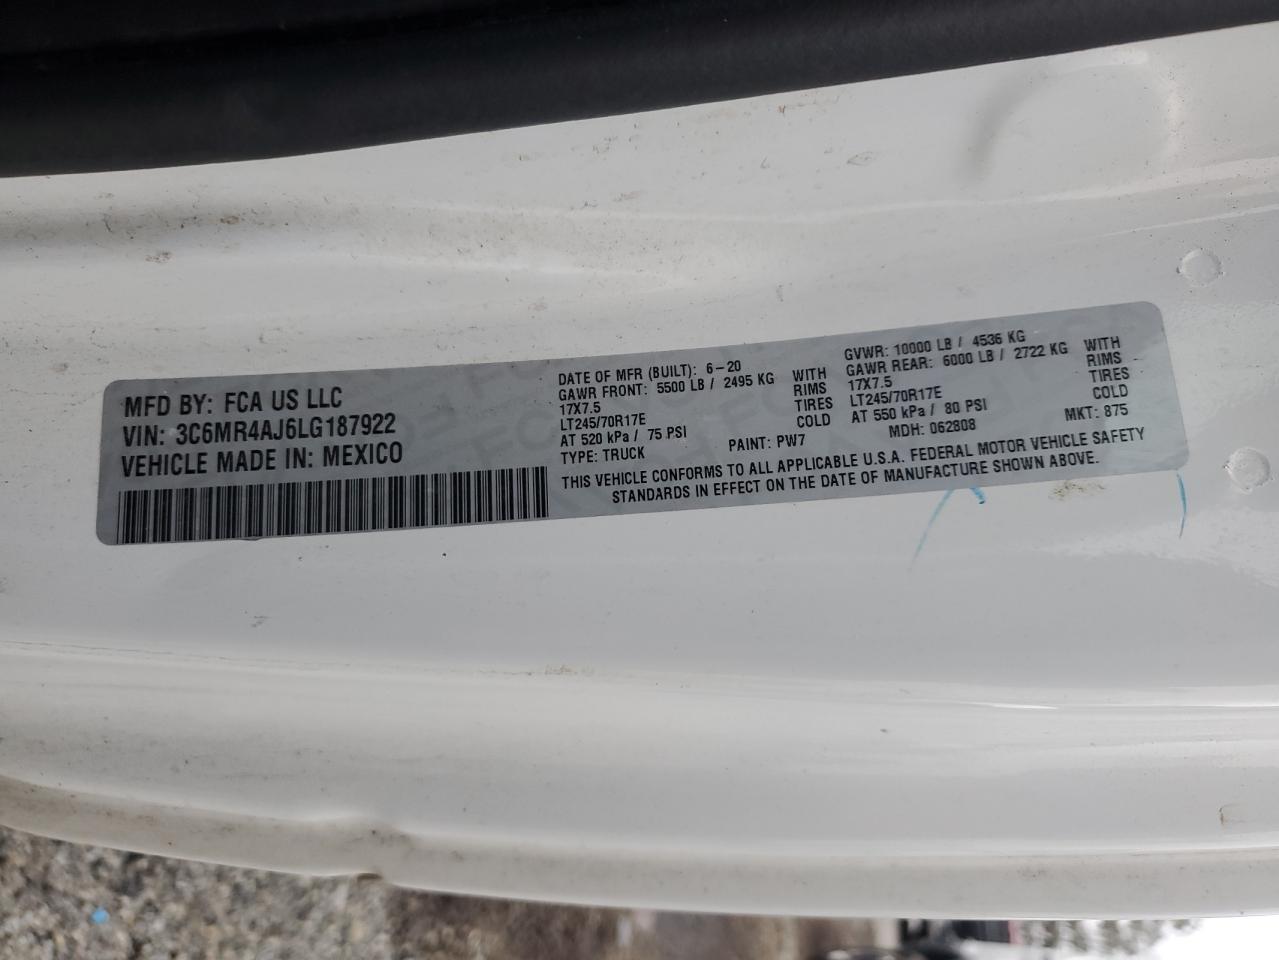 MFD BY: FCA US LLC
VIN: 3C6MR4AJ6LG187922
VEHICLE MADE IN: MEXICO
DATE OF MFR (BUILT): 6-20
GAWR FRONT: 5500 LB / 2495 KG WITH
17X7.5 RIMS
LT245/70R17E TIRES
AT 520 kPa / 75 PSI COLD
TYPE: TRUCK PAINT: PW7
GVWR: 10000 LB / 4536 KG
GAWR REAR: 6000 LB / 2722 KG WITH
17X7.5 RIMS
LT245/70R17E TIRES
AT 550 kPa / 80 PSI COLD
MDH: 062808 MKT: 875
THIS VEHICLE CONFORMS TO ALL APPLICABLE U.S.A. FEDERAL MOTOR VEHICLE SAFETY
STANDARDS IN EFFECT ON THE DATE OF MANUFACTURE SHOWN ABOVE.